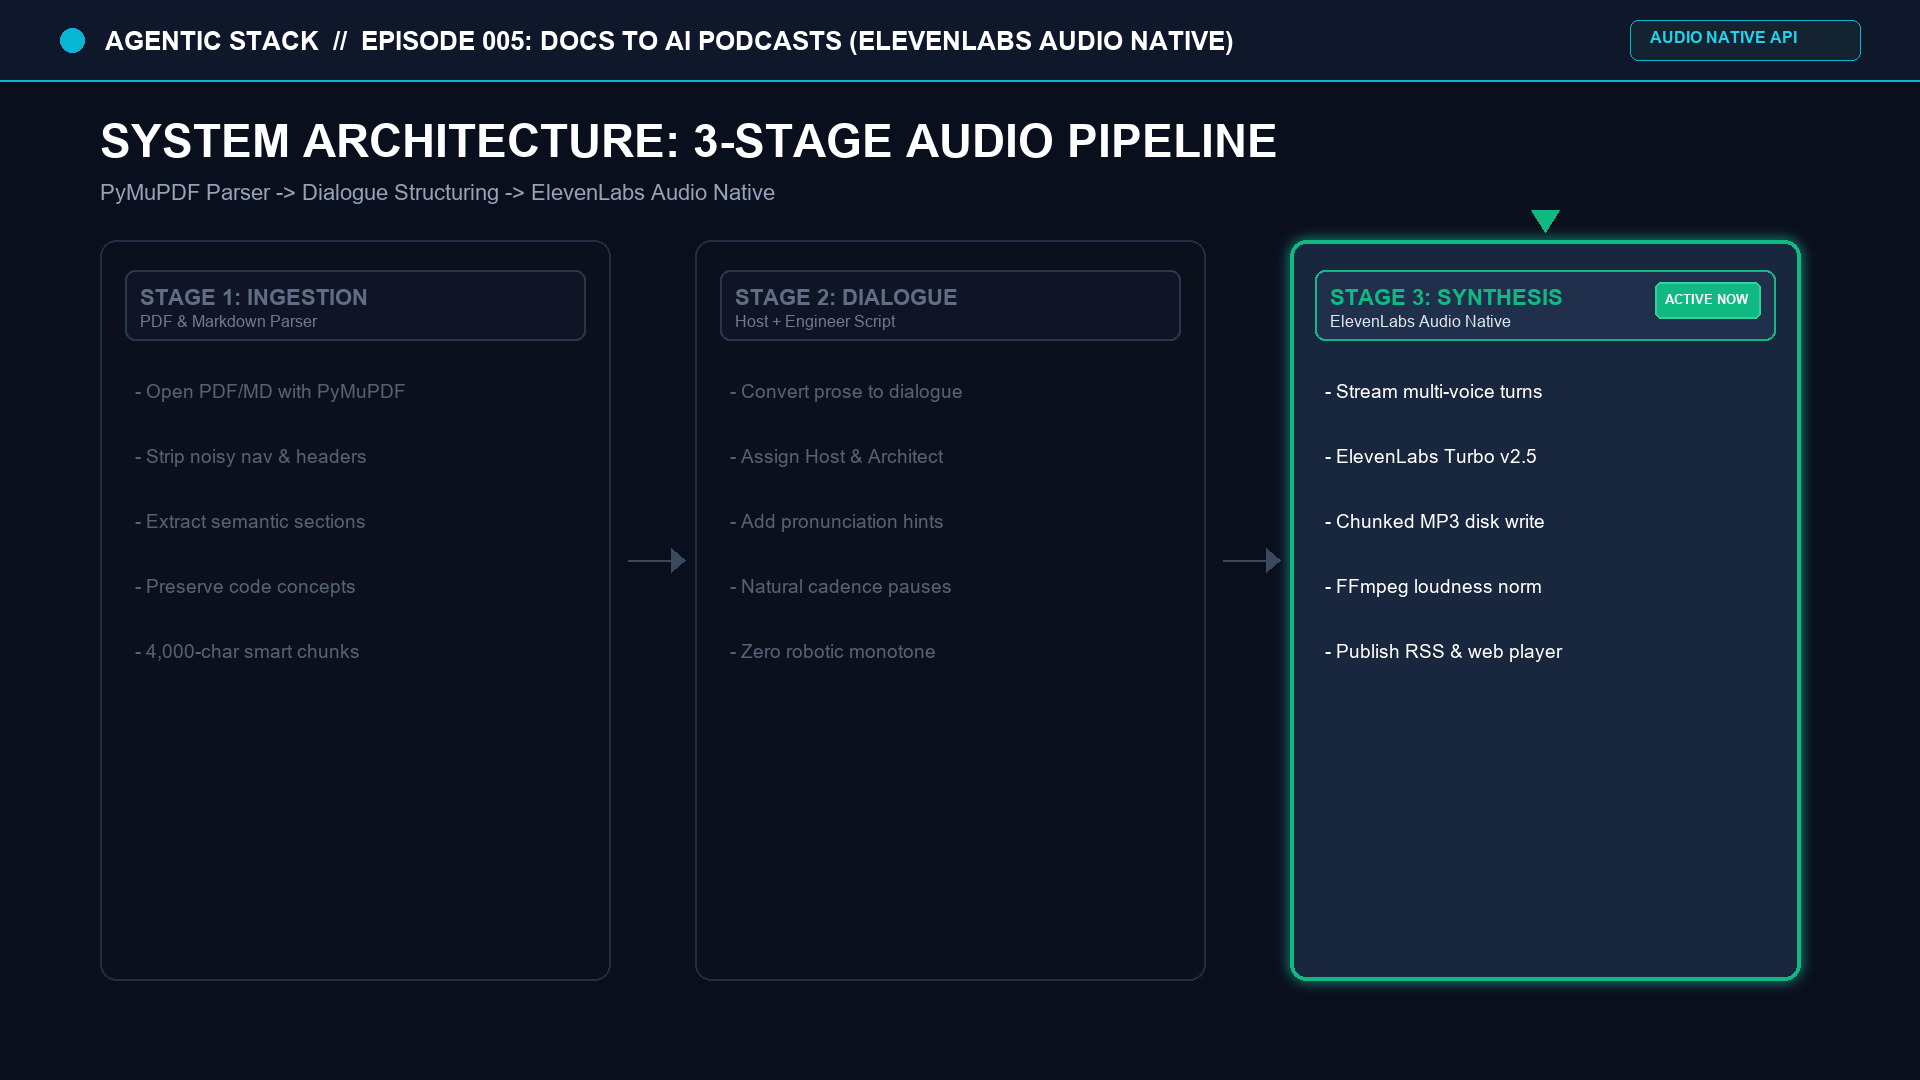 AGENTIC STACK // EPISODE 005: DOCS TO AI PODCASTS (ELEVENLABS AUDIO NATIVE)
AUDIO NATIVE API
SYSTEM ARCHITECTURE: 3-STAGE AUDIO PIPELINE
PyMuPDF Parser -> Dialogue Structuring -> ElevenLabs Audio Native
STAGE 1: INGESTION
PDF & Markdown Parser
- Open PDF/MD with PyMuPDF
- Strip noisy nav & headers
- Extract semantic sections
- Preserve code concepts
- 4,000-char smart chunks
STAGE 2: DIALOGUE
Host + Engineer Script
- Convert prose to dialogue
- Assign Host & Architect
- Add pronunciation hints
- Natural cadence pauses
- Zero robotic monotone
STAGE 3: SYNTHESIS
ACTIVE NOW
ElevenLabs Audio Native
- Stream multi-voice turns
- ElevenLabs Turbo v2.5
- Chunked MP3 disk write
- FFmpeg loudness norm
- Publish RSS & web player